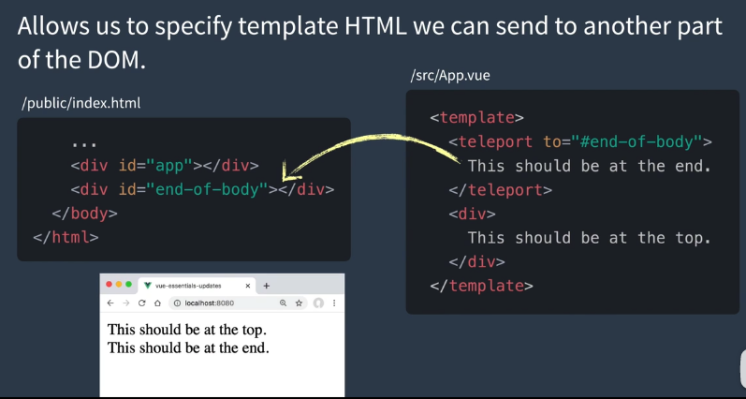 Allows us to specify template HTML we can send to another part
of the DOM.
/public/index.html
...
<div id="app"></div>
<div id="end-of-body"></div>
</body>
</html>
/src/App.vue
<template>
<teleport to="#end-of-body">
This should be at the end.
</teleport>
<div>
This should be at the top.
</div>
</template>
vue-essentials-updates
localhost:8080
This should be at the top.
This should be at the end.